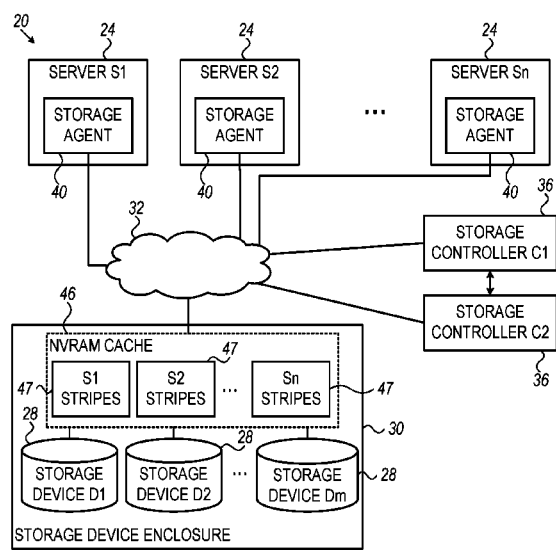 20
24
24
24
SERVER S1
SERVER S2
SERVER Sn
STORAGE
AGENT
STORAGE
AGENT
...
STORAGE
AGENT
40
40
40
32
36
STORAGE
CONTROLLER C1
STORAGE
CONTROLLER C2
36
46
NVRAM CACHE
47
47
S1
STRIPES
S2
STRIPES
...
Sn
STRIPES
47
28
28
30
STORAGE
DEVICE D1
STORAGE
DEVICE D2
...
STORAGE
DEVICE Dm
28
STORAGE DEVICE ENCLOSURE